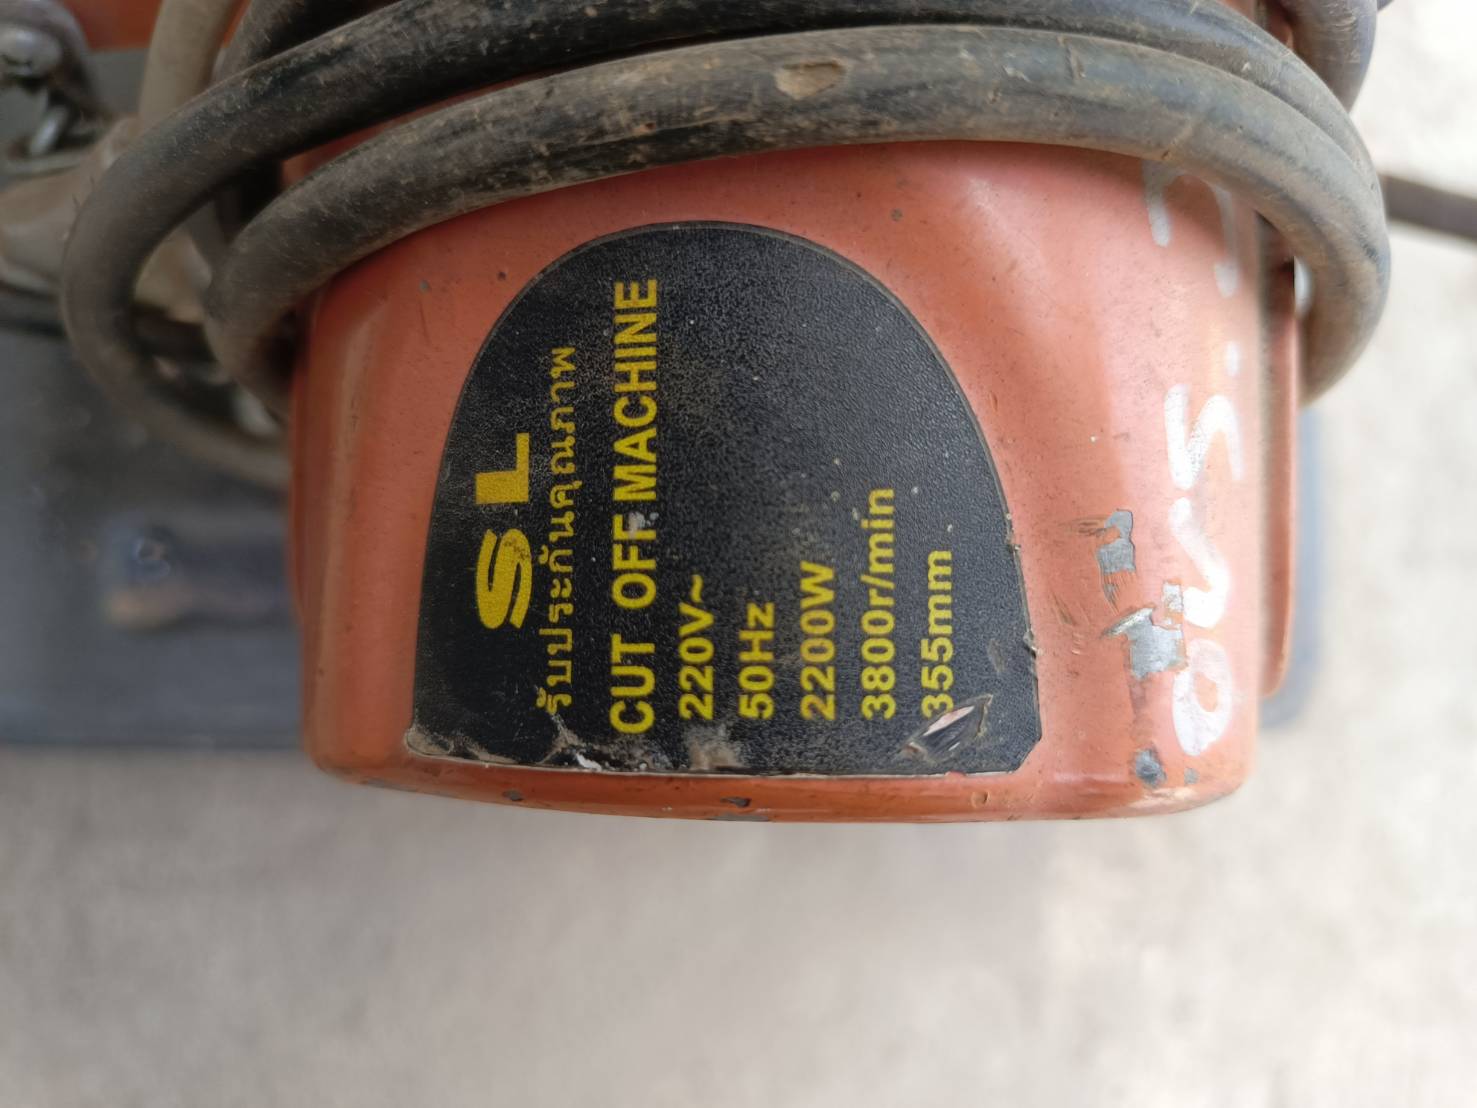 SL
รับประกันคุณภาพ
CUT OFF MACHINE
220V~
50Hz
2200W
3800r/min
355mm